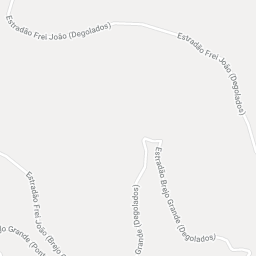 Estradão Frei João (Degolados)
Estradão Frei João (Degolados)
Estradão Brejo Grande (Degolados)
Grande (Degolados)
Estradão Frei João (Brejo G
jo Grande (Pont